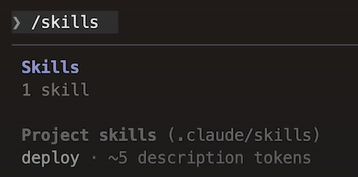 ❯ /skills
Skills
1 skill
Project skills (.claude/skills)
deploy · ~5 description tokens